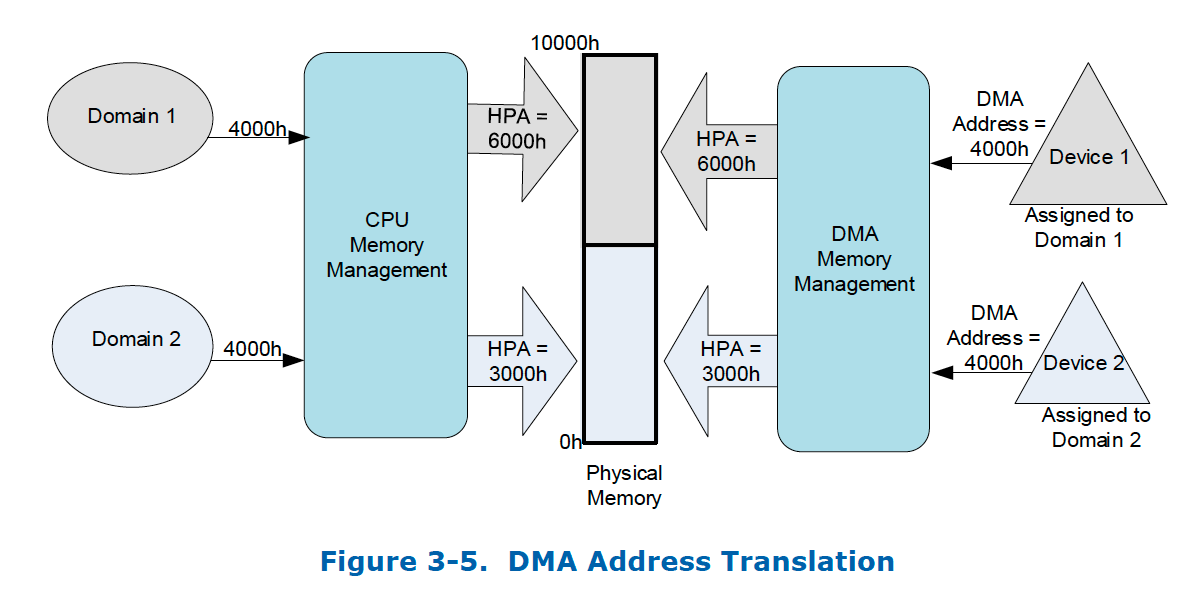 10000h
Domain 1
4000h
HPA =
6000h
HPA =
6000h
DMA
Address =
4000h
Device 1
Assigned to
Domain 1
CPU
Memory
Management
DMA
Memory
Management
Domain 2
4000h
HPA =
3000h
HPA =
3000h
DMA
Address =
4000h
Device 2
Assigned to
Domain 2
0h
Physical
Memory
Figure 3-5. DMA Address Translation